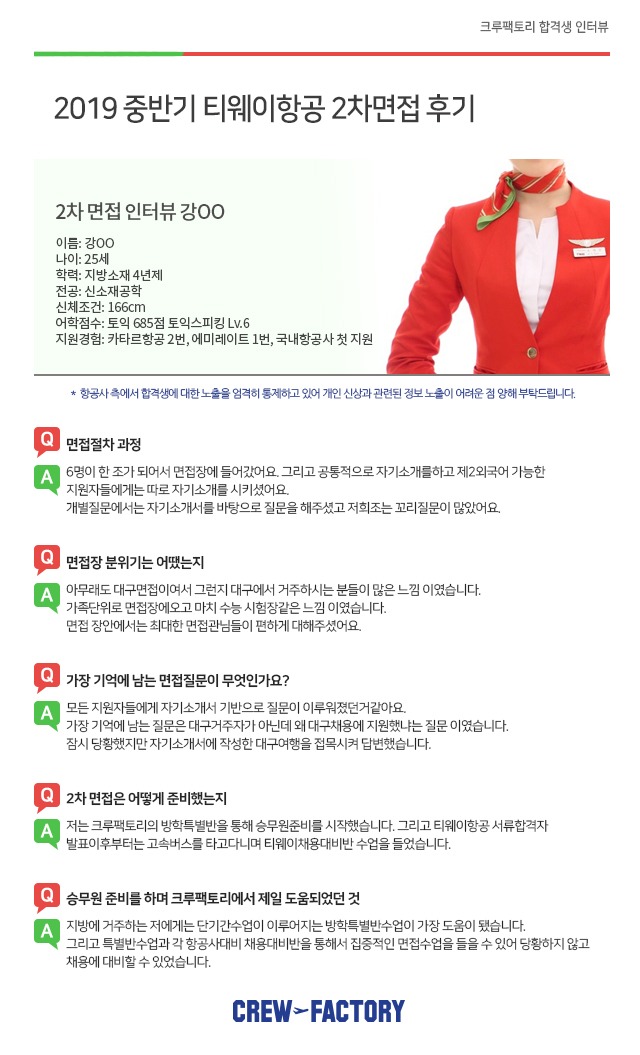 크루팩토리 합격생 인터뷰
2019 중반기 티웨이항공 2차면접 후기
2차 면접 인터뷰 강OO
이름: 강OO
나이: 25세
학력: 지방소재 4년제
전공: 신소재공학
신체조건: 166cm
어학점수: 토익 685점 토익스피킹 Lv.6
지원경험: 카타르항공 2번, 에미레이트 1번, 국내항공사 첫 지원
* 항공사 측에서 합격생에 대한 노출을 엄격히 통제하고 있어 개인 신상과 관련된 정보 노출이 어려운 점 양해 부탁드립니다.
Q 면접절차 과정
A 6명이 한 조가 되어서 면접장에 들어갔어요. 그리고 공통적으로 자기소개를하고 제2외국어 가능한
지원자들에게는 따로 자기소개를 시키셨어요.
개별질문에서는 자기소개서를 바탕으로 질문을 해주셨고 저희조는 꼬리질문이 많았어요.
Q 면접장 분위기는 어땠는지
A 아무래도 대구면접이여서 그런지 대구에서 거주하시는 분들이 많은 느낌 이였습니다.
가족단위로 면접장에오고 마치 수능 시험장같은 느낌 이였습니다.
면접 장안에서는 최대한 면접관님들이 편하게 대해주셨어요.
Q 가장 기억에 남는 면접질문이 무엇인가요?
A 모든 지원자들에게 자기소개서 기반으로 질문이 이루워졌던거같아요.
가장 기억에 남는 질문은 대구거주자가 아닌데 왜 대구채용에 지원했냐는 질문 이였습니다.
잠시 당황했지만 자기소개서에 작성한 대구여행을 접목시켜 답변했습니다.
Q 2차 면접은 어떻게 준비했는지
A 저는 크루팩토리의 방학특별반을 통해 승무원준비를 시작했습니다. 그리고 티웨이항공 서류합격자
발표이후부터는 고속버스를 타고다니며 티웨이채용대비반 수업을 들었습니다.
Q 승무원 준비를 하며 크루팩토리에서 제일 도움되었던 것
A 지방에 거주하는 저에게는 단기간수업이 이루어지는 방학특별반수업이 가장 도움이 됐습니다.
그리고 특별반수업과 각 항공사대비 채용대비반을 통해서 집중적인 면접수업을 들을 수 있어 당황하지 않고
채용에 대비할 수 있었습니다.
CREW FACTORY